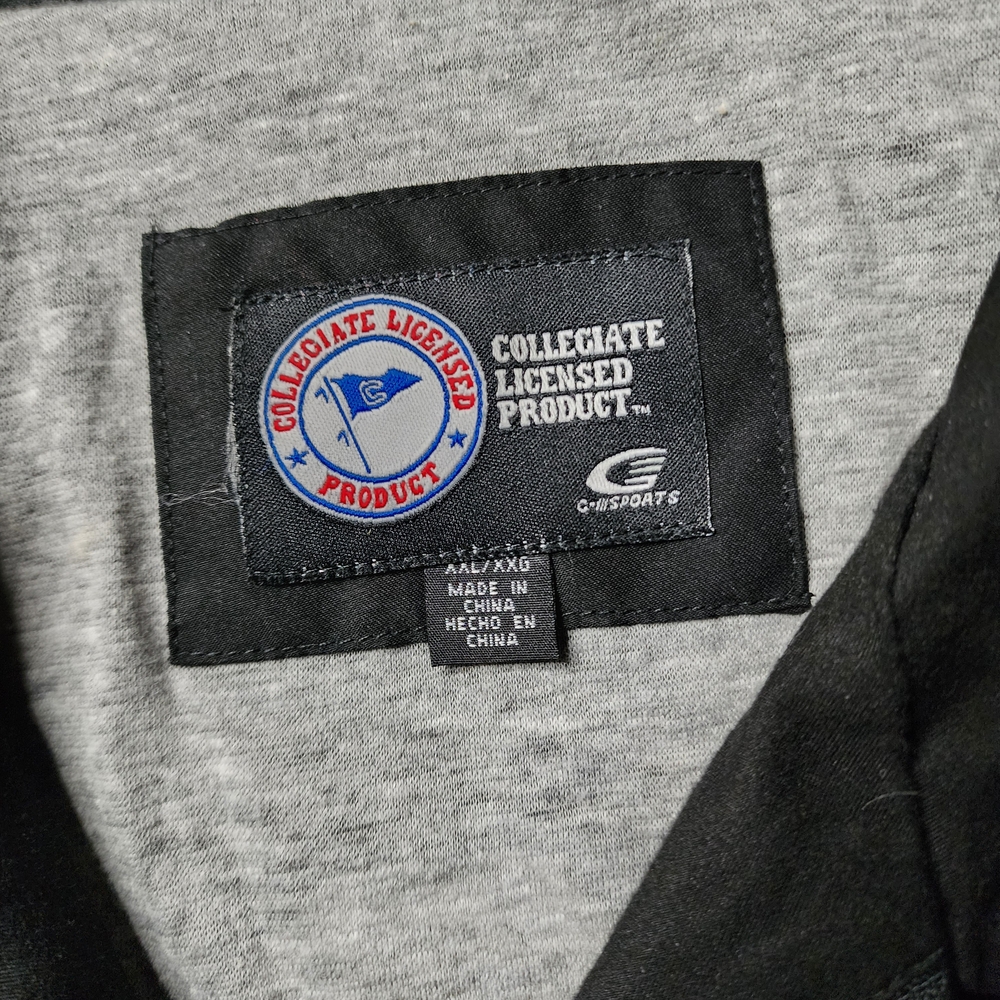 COLLEGIATE LICENSED
PRODUCT
C
COLLEGIATE
LICENSED
PRODUCT™
G-III SPORTS
XXL/XXG
MADE IN
CHINA
HECHO EN
CHINA